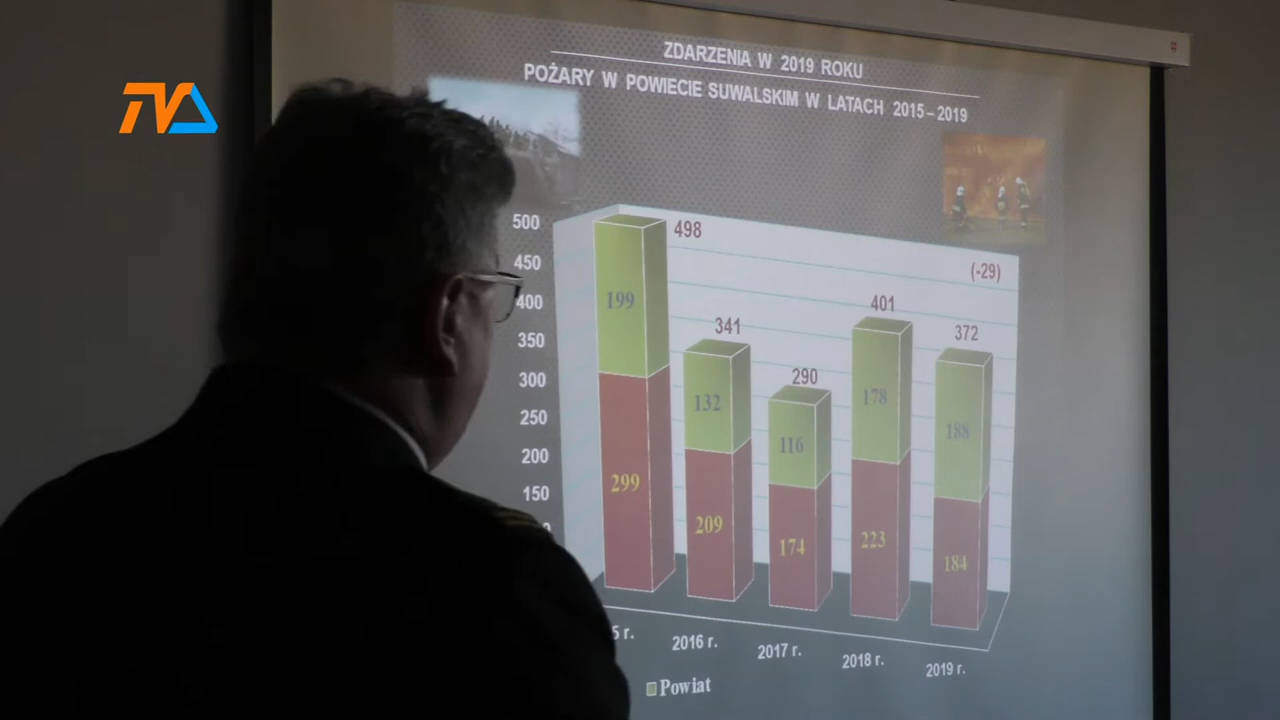 TVA
ZDARZENIA W 2019 ROKU
POŻARY W POWIECIE SUWALSKIM W LATACH 2015 – 2019
500
450
400
350
300
250
200
150
498
199
299
341
132
209
290
116
174
401
178
223
(-29)
372
188
184
5 r.
2016 r.
2017 r.
2018 r.
2019 r.
Powiat